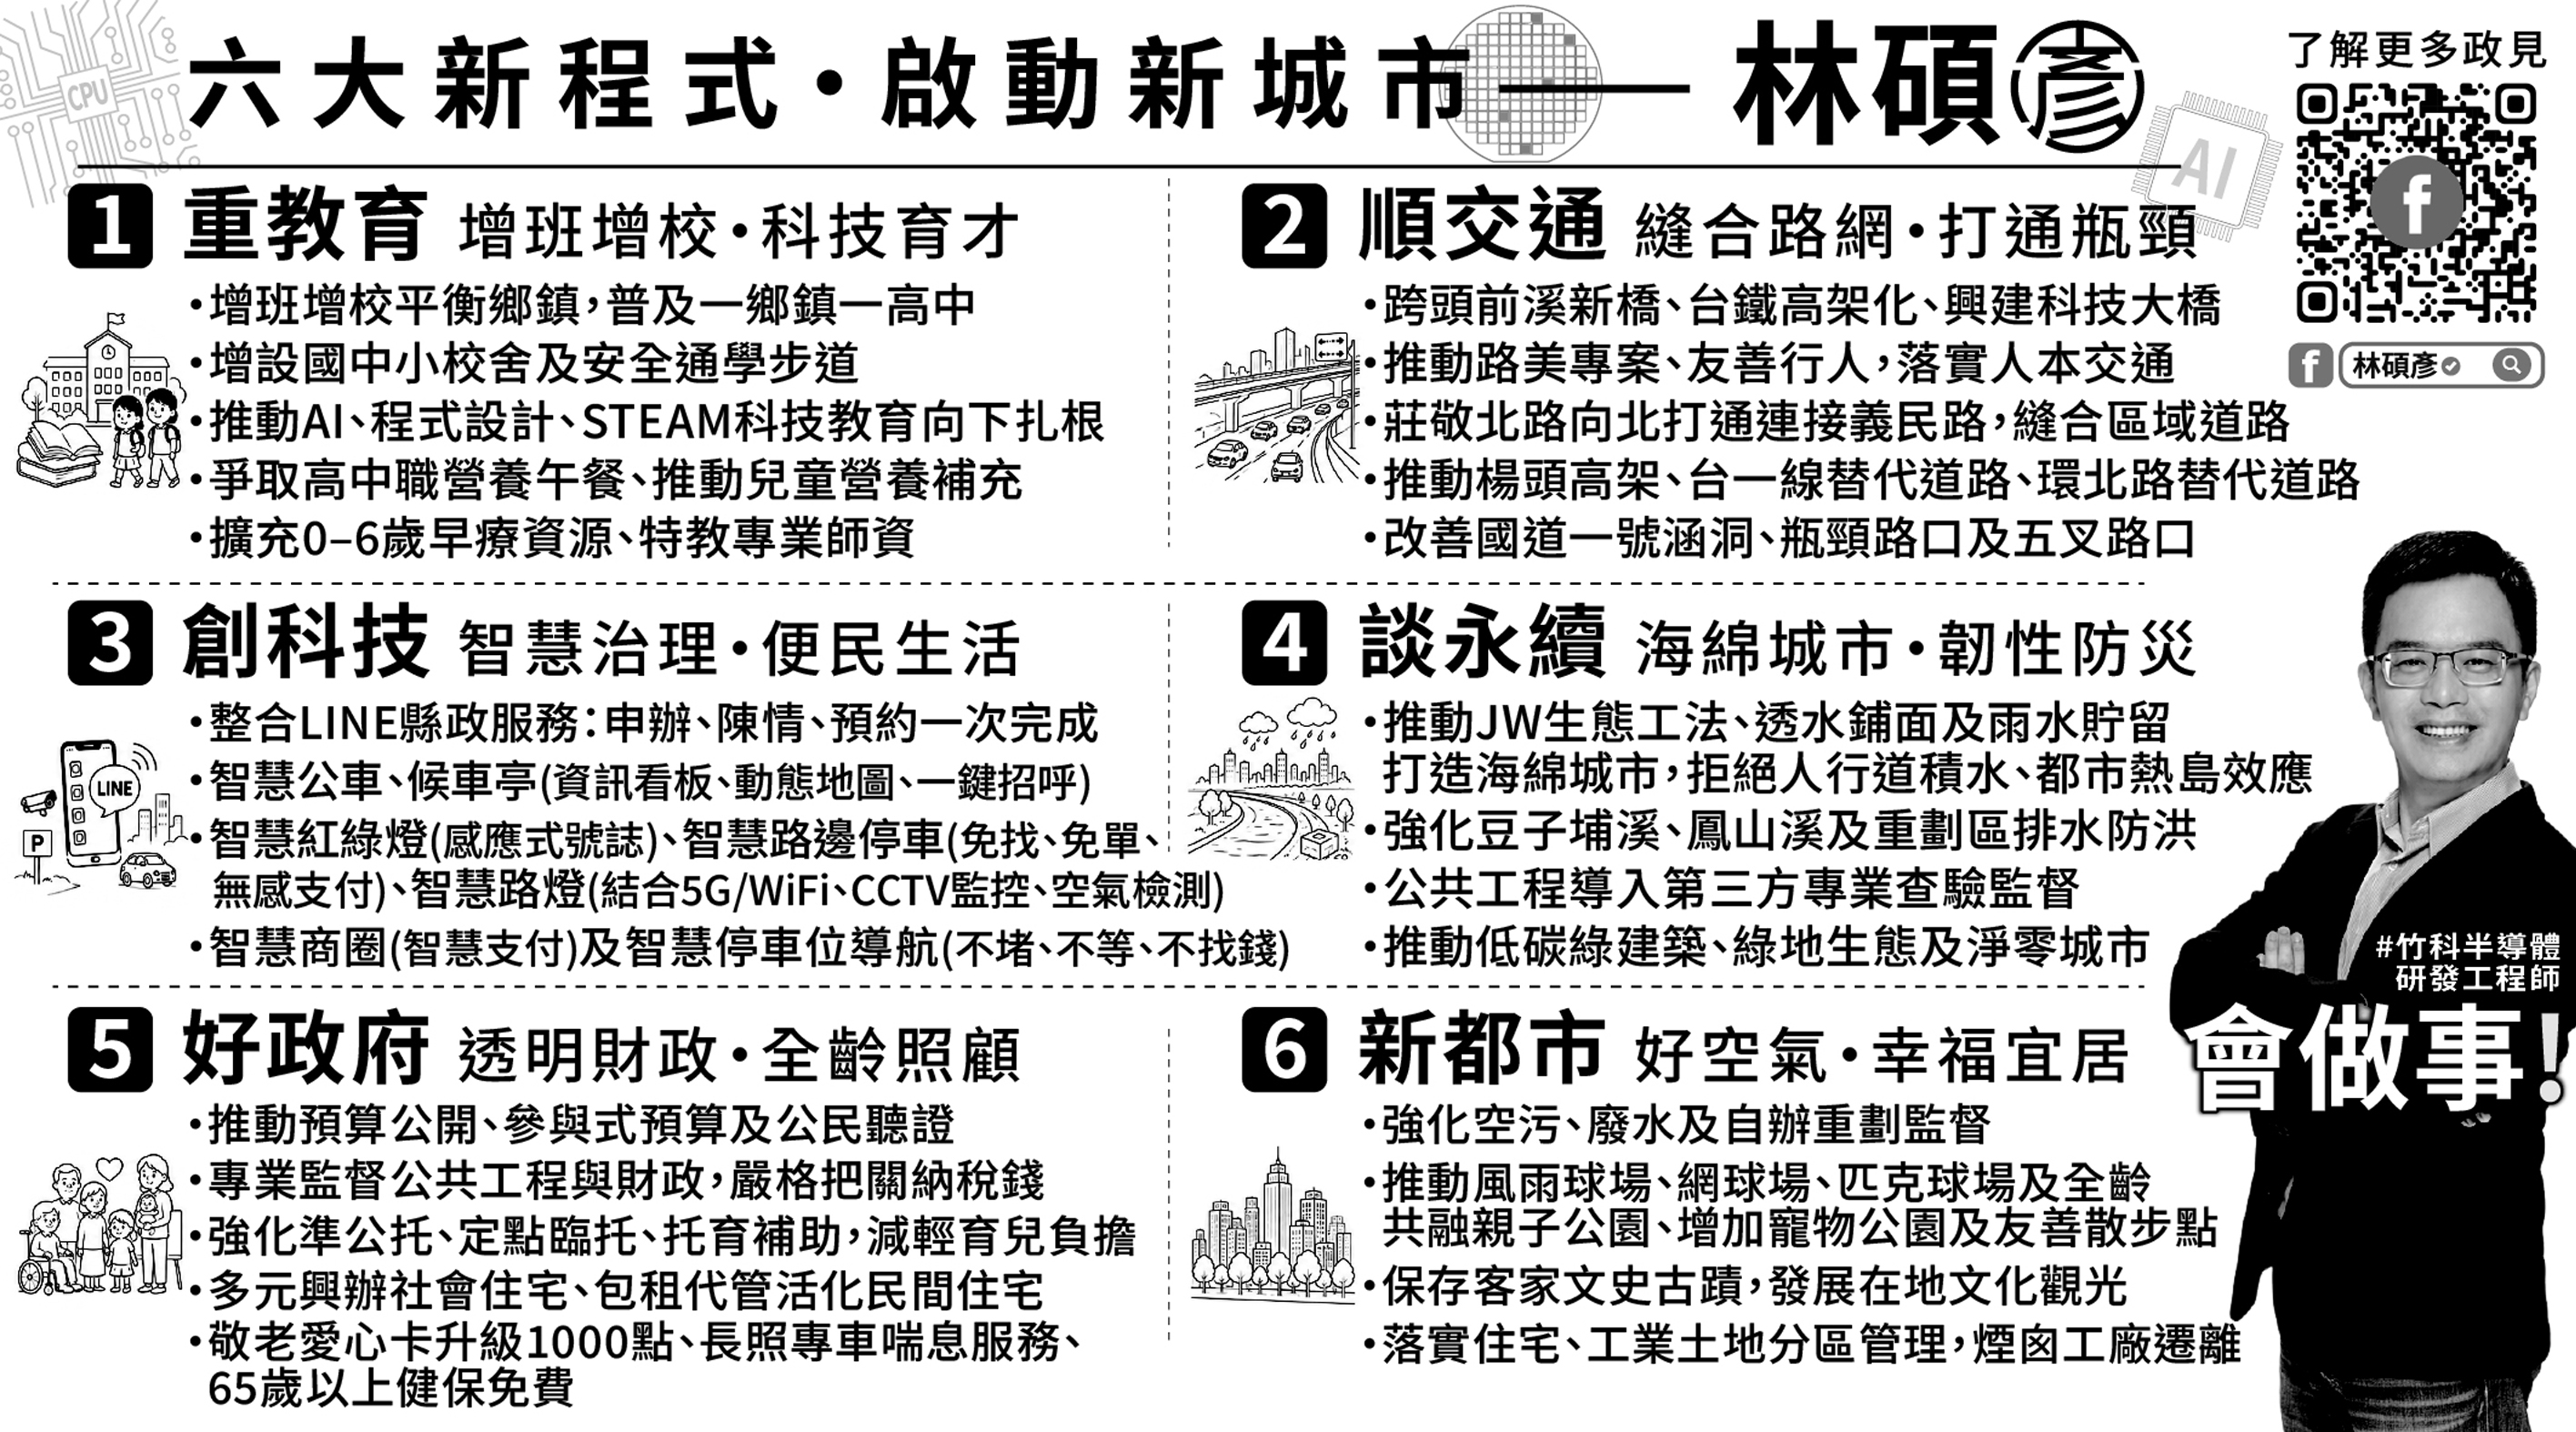 六大新程式·啟動新城市——林碩彥
CPU
AI
了解更多政見
f
f 林碩彥
1 重教育 增班增校·科技育才
·增班增校平衡鄉鎮,普及一鄉鎮一高中
·增設國中小校舍及安全通學步道
·推動AI、程式設計、STEAM科技教育向下扎根
·爭取高中職營養午餐、推動兒童營養補充
·擴充0–6歲早療資源、特教專業師資
2 順交通 縫合路網·打通瓶頸
·跨頭前溪新橋、台鐵高架化、興建科技大橋
·推動路美專案、友善行人,落實人本交通
·莊敬北路向北打通連接義民路,縫合區域道路
·推動楊頭高架、台一線替代道路、環北路替代道路
·改善國道一號涵洞、瓶頸路口及五叉路口
3 創科技 智慧治理·便民生活
·整合LINE縣政服務:申辦、陳情、預約一次完成
·智慧公車、候車亭(資訊看板、動態地圖、一鍵招呼)
·智慧紅綠燈(感應式號誌)、智慧路邊停車(免找、免單、
無感支付)、智慧路燈(結合5G/WiFi、CCTV監控、空氣檢測)
·智慧商圈(智慧支付)及智慧停車位導航(不堵、不等、不找錢)
LINE
P
4 談永續 海綿城市·韌性防災
·推動JW生態工法、透水鋪面及雨水貯留
打造海綿城市,拒絕人行道積水、都市熱島效應
·強化豆子埔溪、鳳山溪及重劃區排水防洪
·公共工程導入第三方專業查驗監督
·推動低碳綠建築、綠地生態及淨零城市
5 好政府 透明財政·全齡照顧
·推動預算公開、參與式預算及公民聽證
·專業監督公共工程與財政,嚴格把關納稅錢
·強化準公托、定點臨托、托育補助,減輕育兒負擔
·多元興辦社會住宅、包租代管活化民間住宅
·敬老愛心卡升級1000點、長照專車喘息服務、
65歲以上健保免費
6 新都市 好空氣·幸福宜居
·強化空污、廢水及自辦重劃監督
·推動風雨球場、網球場、匹克球場及全齡
共融親子公園、增加寵物公園及友善散步點
·保存客家文史古蹟,發展在地文化觀光
·落實住宅、工業土地分區管理,煙囪工廠遷離
#竹科半導體
研發工程師
會做事!